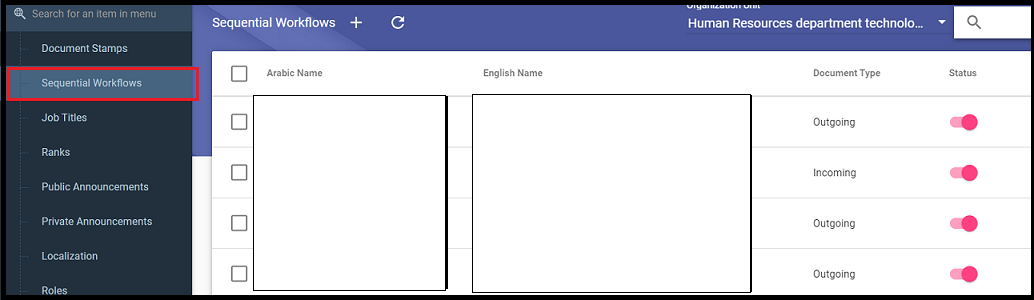 Search for an item in menu
Document Stamps
Sequential Workflows
Job Titles
Ranks
Public Announcements
Private Announcements
Localization
Roles
Sequential Workflows
Organization Unit
Human Resources department technolo...
Arabic Name English Name Document Type Status
Outgoing
Incoming
Outgoing
Outgoing